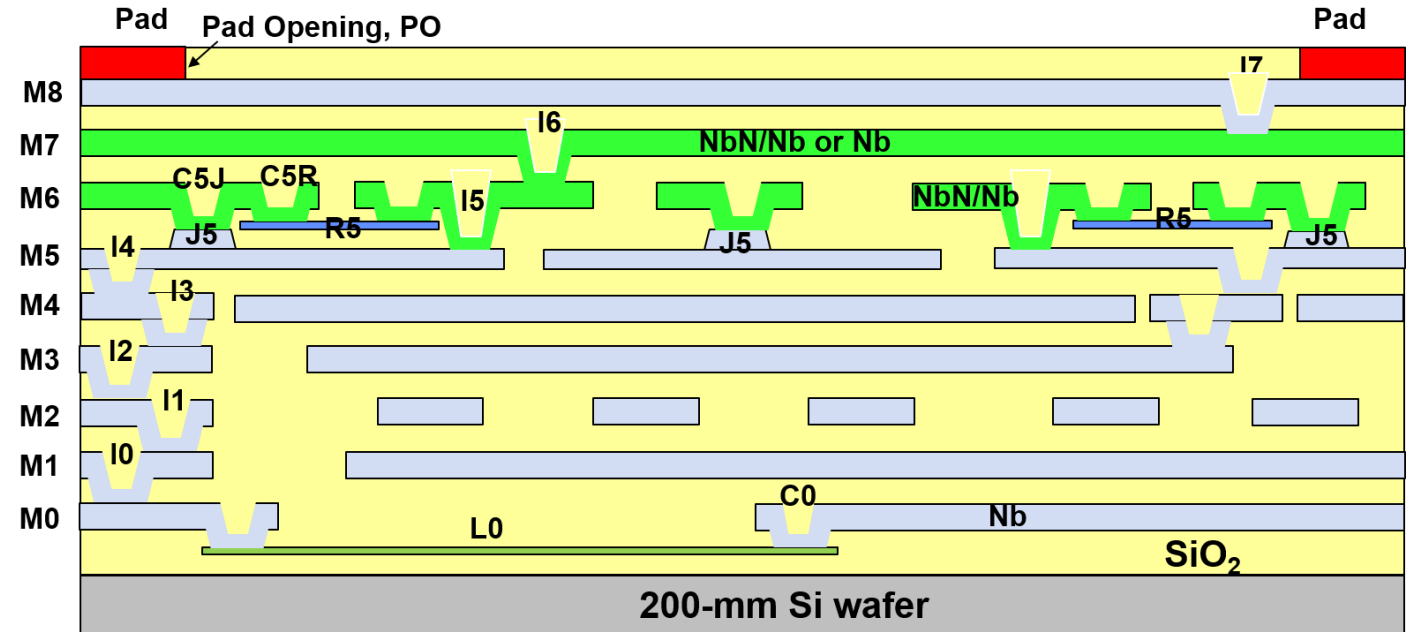 Pad
Pad Opening, PO
Pad
I7
M8
I6
M7
NbN/Nb or Nb
C5J
C5R
M6
I5
NbN/Nb
R5
R5
J5
J5
J5
I4
M5
I3
M4
I2
M3
I1
M2
I0
M1
C0
M0
Nb
L0
SiO₂
200-mm Si wafer